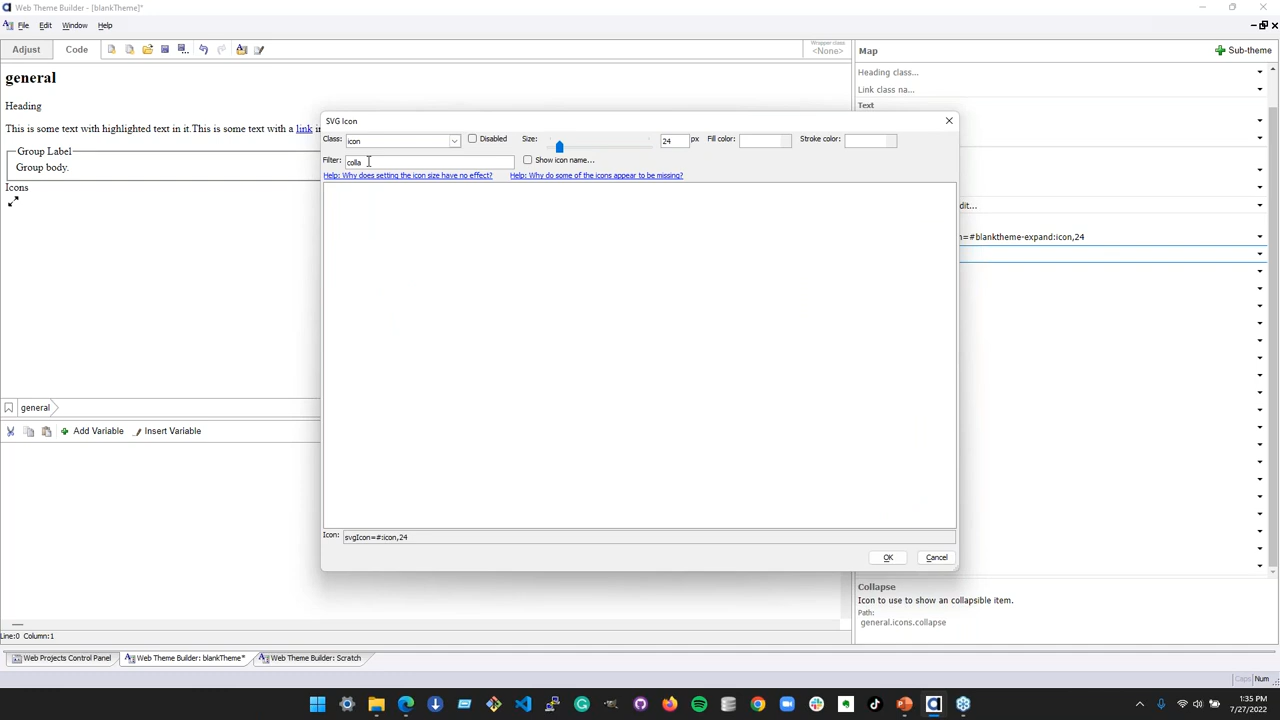 Web Theme Builder - [blankTheme]*
File Edit Window Help
Adjust Code
Wrapper class
<None>
Map
Sub-theme
general
Heading class...
Link class na...
Text
Heading
This is some text with highlighted text in it.This is some text with a link i
Group Label
Group body.
Icons
SVG Icon
Class: icon Disabled Size: 24 px Fill color: Stroke color:
Filter: colla Show icon name...
Help: Why does setting the icon size have no effect? Help: Why do some of the icons appear to be missing?
dit...
=#blanktheme-expand:icon,24
general
Add Variable Insert Variable
Icon: svgIcon=#:icon,24
OK Cancel
Collapse
Icon to use to show an collapsible item.
Path:
general.icons.collapse
Line:0 Column:1
Web Projects Control Panel Web Theme Builder: blankTheme* Web Theme Builder: Scratch
Caps Num
1:35 PM
7/27/2022